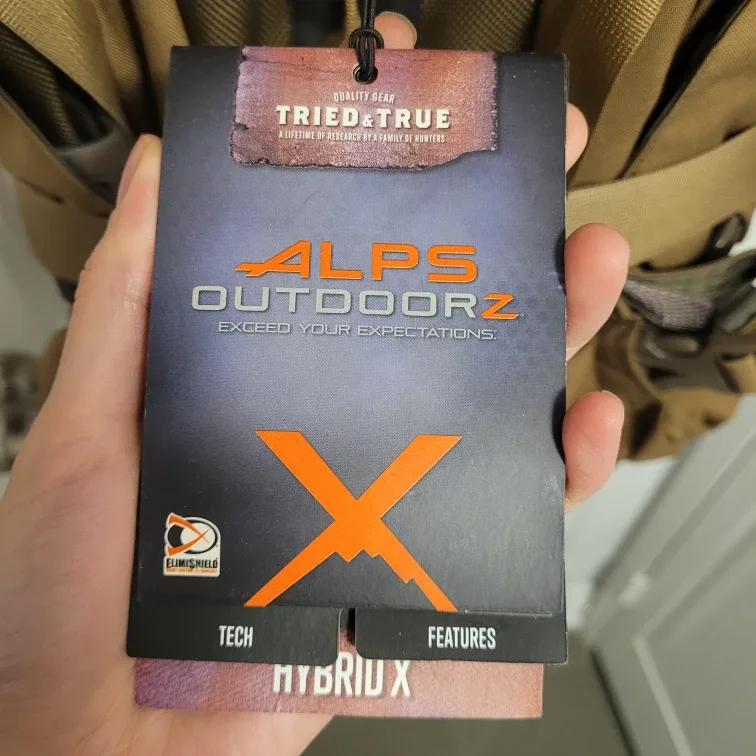 QUALITY GEAR
TRIED & TRUE
A LIFETIME OF RESEARCH BY A FAMILY OF HUNTERS
ALPS
OUTDOORZ
EXCEED YOUR EXPECTATIONS.
X
ELIMISHIELD
TECH
FEATURES
HYBRID X